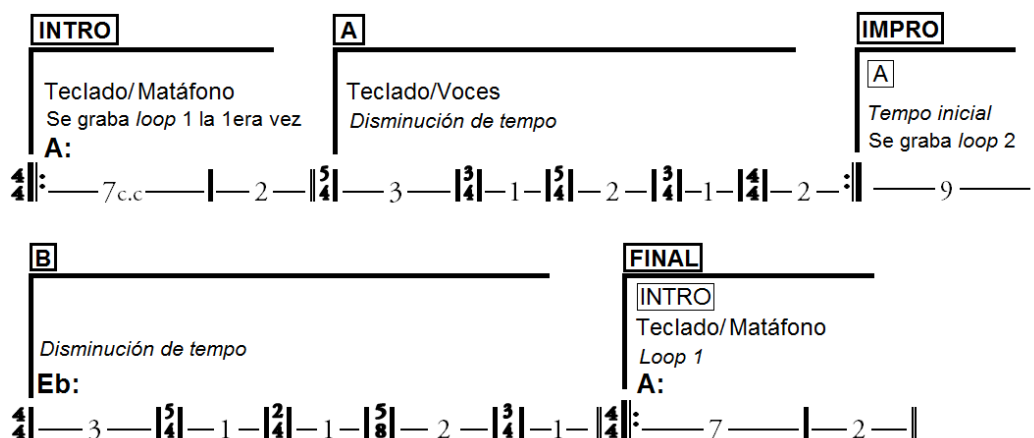 INTRO
Teclado/Matáfono
Se graba loop 1 la 1era vez
A:
4/4 7c.c 2
A
Teclado/Voces
Disminución de tempo
5/4 3 3/4 1 5/4 2 3/4 1 4/4 2
IMPRO
A
Tempo inicial
Se graba loop 2
9
B
Disminución de tempo
Eb:
4/4 3 5/4 1 2/4 1 5/8 2 3/4 1
FINAL
INTRO
Teclado/Matáfono
Loop 1
A:
4/4 7 2